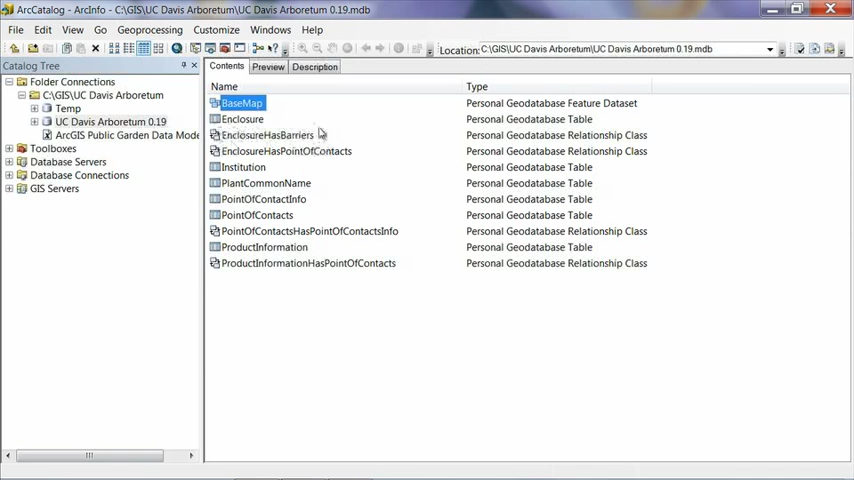 ArcCatalog - ArcInfo - C:\GIS\UC Davis Arboretum 0.19.mdb
File Edit View Go Geoprocessing Customize Windows Help
Location: C:\GIS\UC Davis Arboretum\UC Davis Arboretum 0.19.mdb
Catalog Tree
Folder Connections
C:\GIS\UC Davis Arboretum
Temp
UC Davis Arboretum 0.19
ArcGIS Public Garden Data Mode
Toolboxes
Database Servers
Database Connections
GIS Servers
Contents Preview Description
Name Type
BaseMap Personal Geodatabase Feature Dataset
Enclosure Personal Geodatabase Table
EnclosureHasBarriers Personal Geodatabase Relationship Class
EnclosureHasPointOfContacts Personal Geodatabase Relationship Class
Institution Personal Geodatabase Table
PlantCommonName Personal Geodatabase Table
PointOfContactInfo Personal Geodatabase Table
PointOfContacts Personal Geodatabase Table
PointOfContactsHasPointOfContactsInfo Personal Geodatabase Relationship Class
ProductInformation Personal Geodatabase Table
ProductInformationHasPointOfContacts Personal Geodatabase Relationship Class